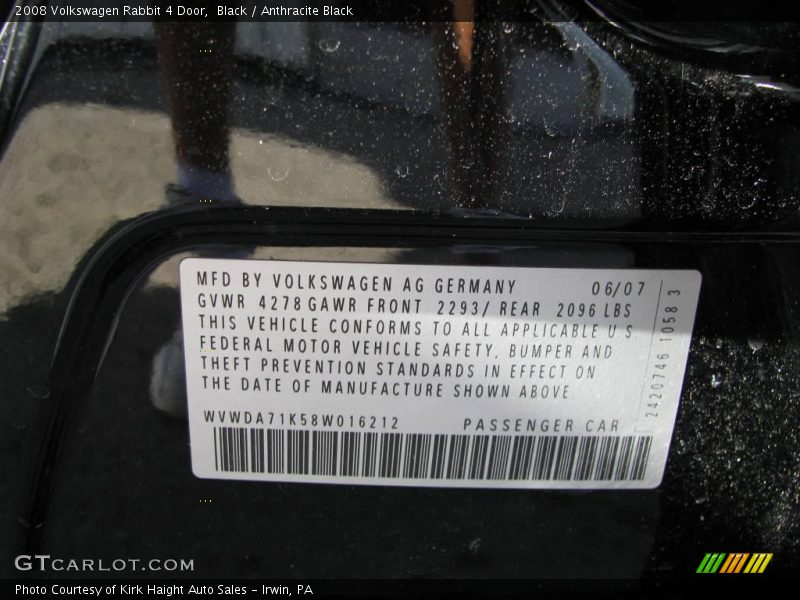 2008 Volkswagen Rabbit 4 Door,  Black / Anthracite Black
MFD BY VOLKSWAGEN AG GERMANY 06/07
GVWR 4278 GAWR FRONT 2293/ REAR 2096 LBS
THIS VEHICLE CONFORMS TO ALL APPLICABLE U S
FEDERAL MOTOR VEHICLE SAFETY, BUMPER AND
THEFT PREVENTION STANDARDS IN EFFECT ON
THE DATE OF MANUFACTURE SHOWN ABOVE.
WVWDA71K58W016212 PASSENGER CAR
2420746 1058 3
GTCARLOT.COM
Photo Courtesy of Kirk Haight Auto Sales - Irwin, PA